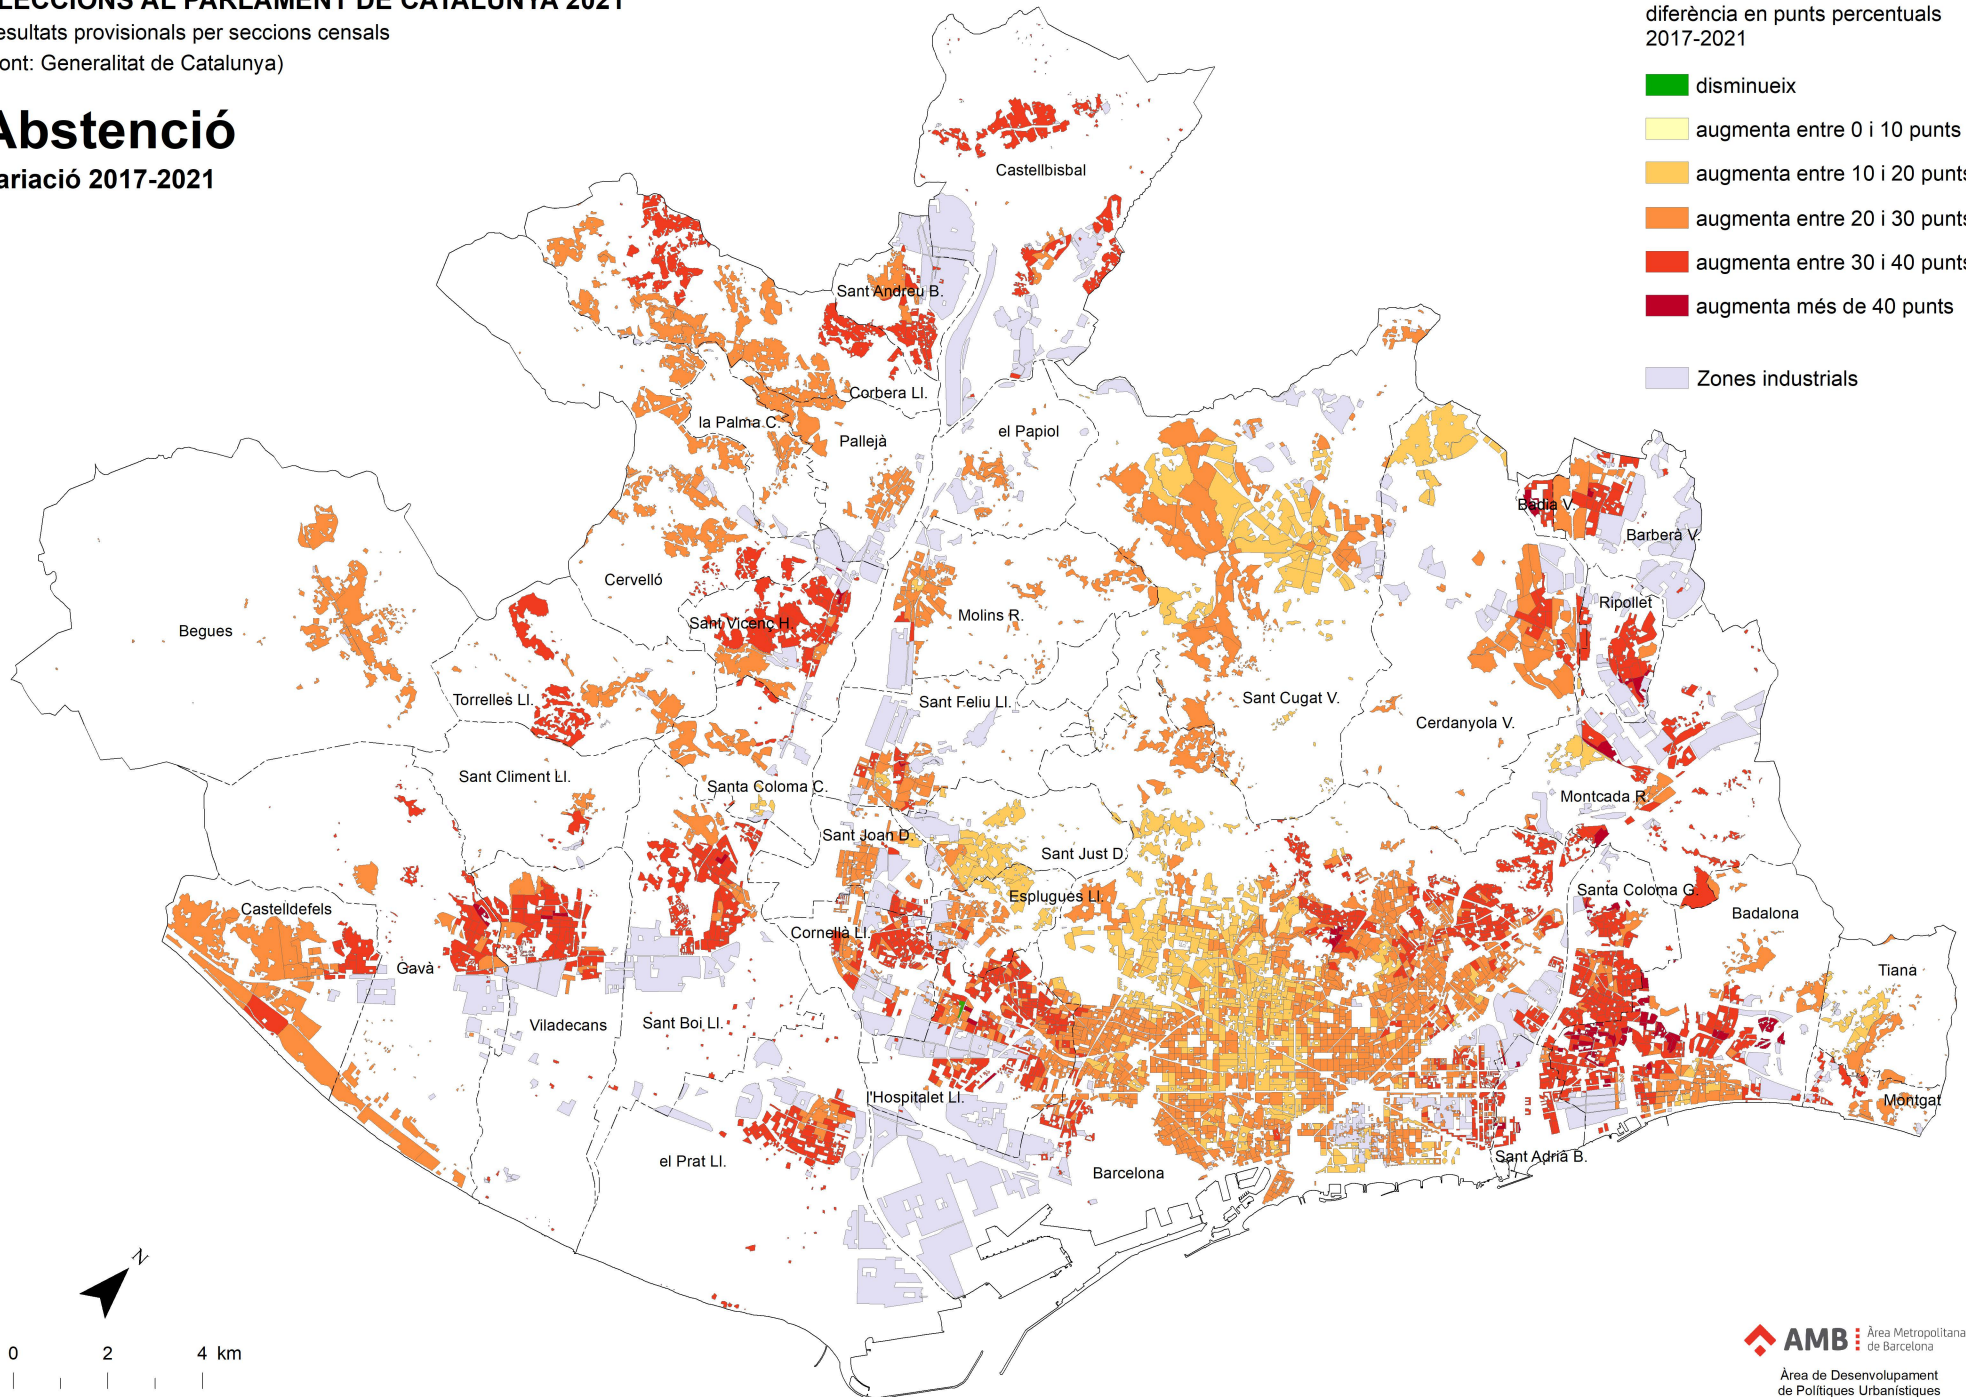 LECCIONS AL PARLAMENT DE CATALUNYA 2021
esultats provisionals per seccions censals
ont: Generalitat de Catalunya)
Abstenció
ariació 2017-2021
diferència en punts percentuals
2017-2021
disminueix
augmenta entre 0 i 10 punts
augmenta entre 10 i 20 punts
augmenta entre 20 i 30 punts
augmenta entre 30 i 40 punts
augmenta més de 40 punts
Zones industrials
Castellbisbal
Sant Andreu B.
Corbera Ll.
la Palma C.
Pallejà
el Papiol
Badia V.
Barberà V.
Cervelló
Ripollet
Begues
Molins R.
Sant Vicenç H.
Torrelles Ll.
Sant Feliu Ll.
Sant Cugat V.
Cerdanyola V.
Sant Climent Ll.
Santa Coloma C.
Montcada R.
Sant Joan D.
Sant Just D.
Esplugues Ll.
Santa Coloma G.
Castelldefels
Badalona
Cornellà Ll.
Gavà
Tiana
Viladecans
Sant Boi Ll.
l'Hospitalet Ll.
Montgat
el Prat Ll.
Barcelona
Sant Adrià B.
N
0 2 4 km
AMB Àrea Metropolitana
de Barcelona
Àrea de Desenvolupament
de Polítiques Urbanístiques